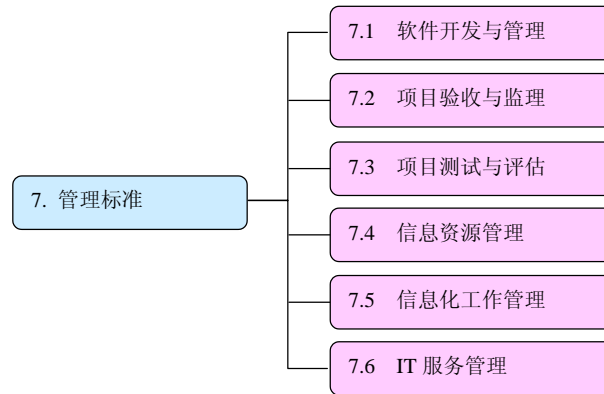 7.1 软件开发与管理
7.2 项目验收与监理
7.3 项目测试与评估
7. 管理标准
7.4 信息资源管理
7.5 信息化工作管理
7.6 IT 服务管理